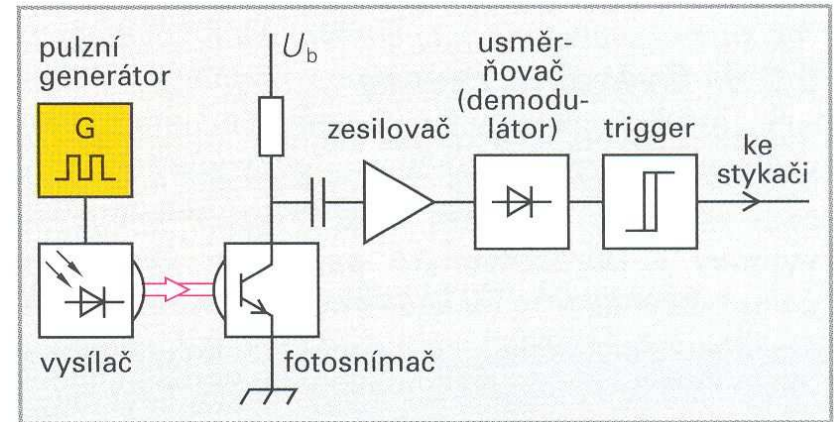 pulzní
generátor
G
U_b
usměr-
ňovač
(demodu-
látor)
zesilovač
trigger
ke
stykači
vysílač
fotosnímač